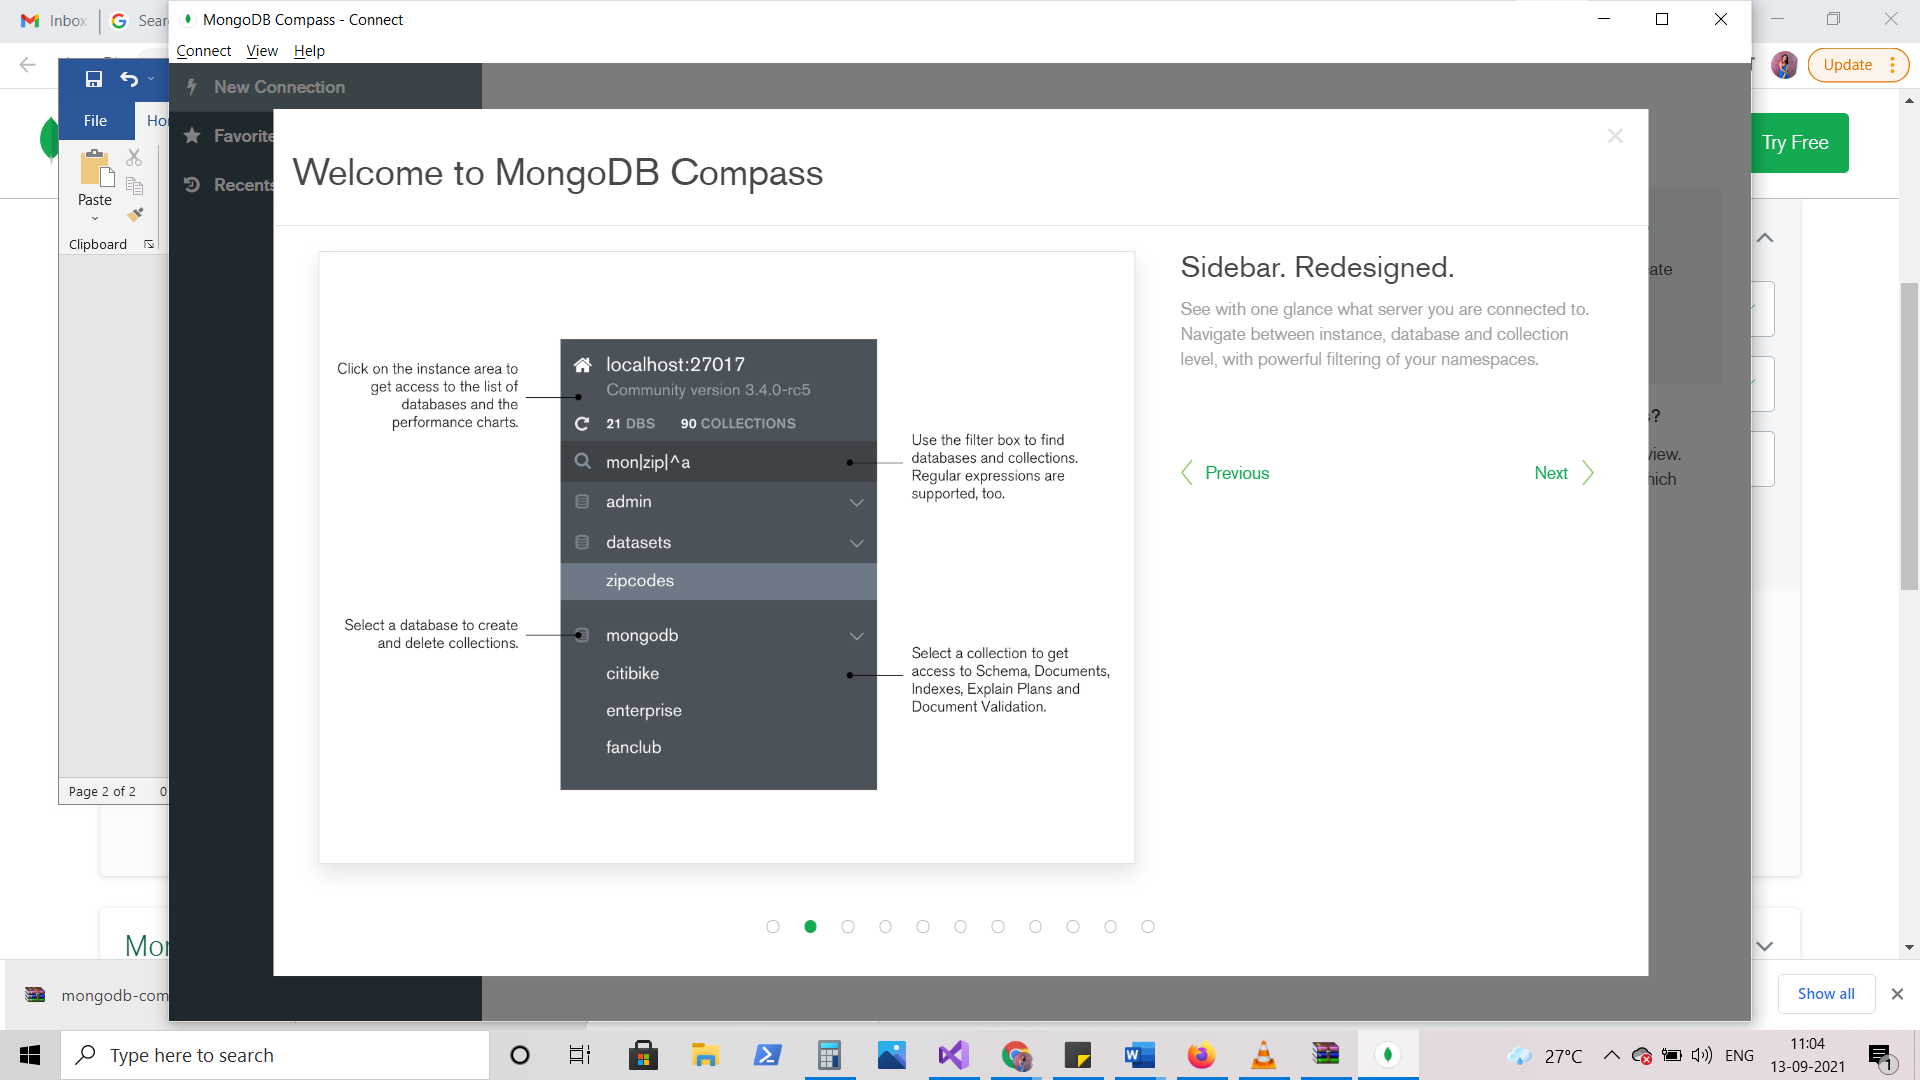 Inbox
Sear
MongoDB Compass - Connect
Connect View Help
Update
File
Ho
New Connection
Favorite
Recents
Paste
Clipboard
Try Free
Welcome to MongoDB Compass
Sidebar. Redesigned.
See with one glance what server you are connected to.
Navigate between instance, database and collection
level, with powerful filtering of your namespaces.
Previous
Next
Click on the instance area to
get access to the list of
databases and the
performance charts.
localhost:27017
Community version 3.4.0-rc5
21 DBS 90 COLLECTIONS
mon|zip|^a
Use the filter box to find
databases and collections.
Regular expressions are
supported, too.
admin
datasets
zipcodes
Select a database to create
and delete collections.
mongodb
citibike
enterprise
fanclub
Select a collection to get
access to Schema, Documents,
Indexes, Explain Plans and
Document Validation.
ate
?
view.
hich
Page 2 of 2 0
Mon
mongodb-com
Show all
Type here to search
27°C
ENG
11:04
13-09-2021
1